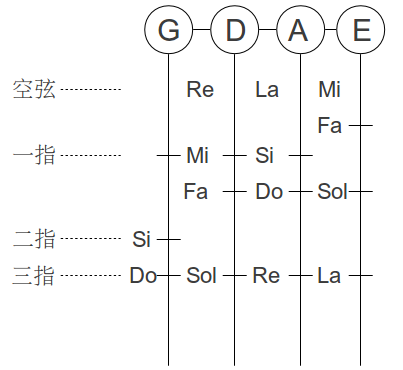 G D A E
空弦 Re La Mi
Fa
一指 Mi Si
Fa Do Sol
二指 Si
三指 Do Sol Re La